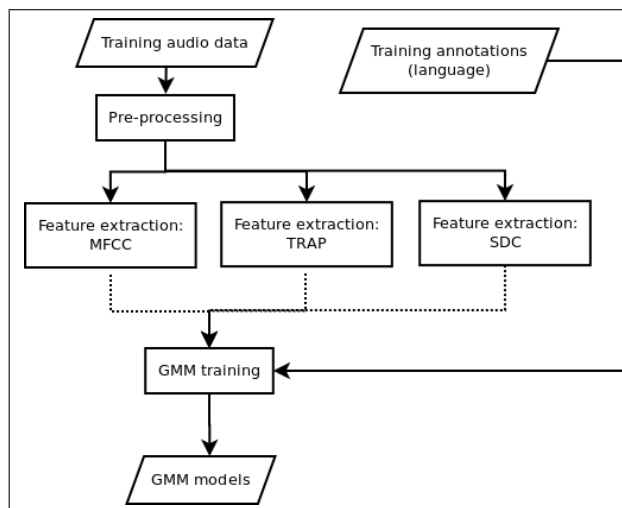 Training audio data
Training annotations
(language)
Pre-processing
Feature extraction:
MFCC
Feature extraction:
TRAP
Feature extraction:
SDC
GMM training
GMM models